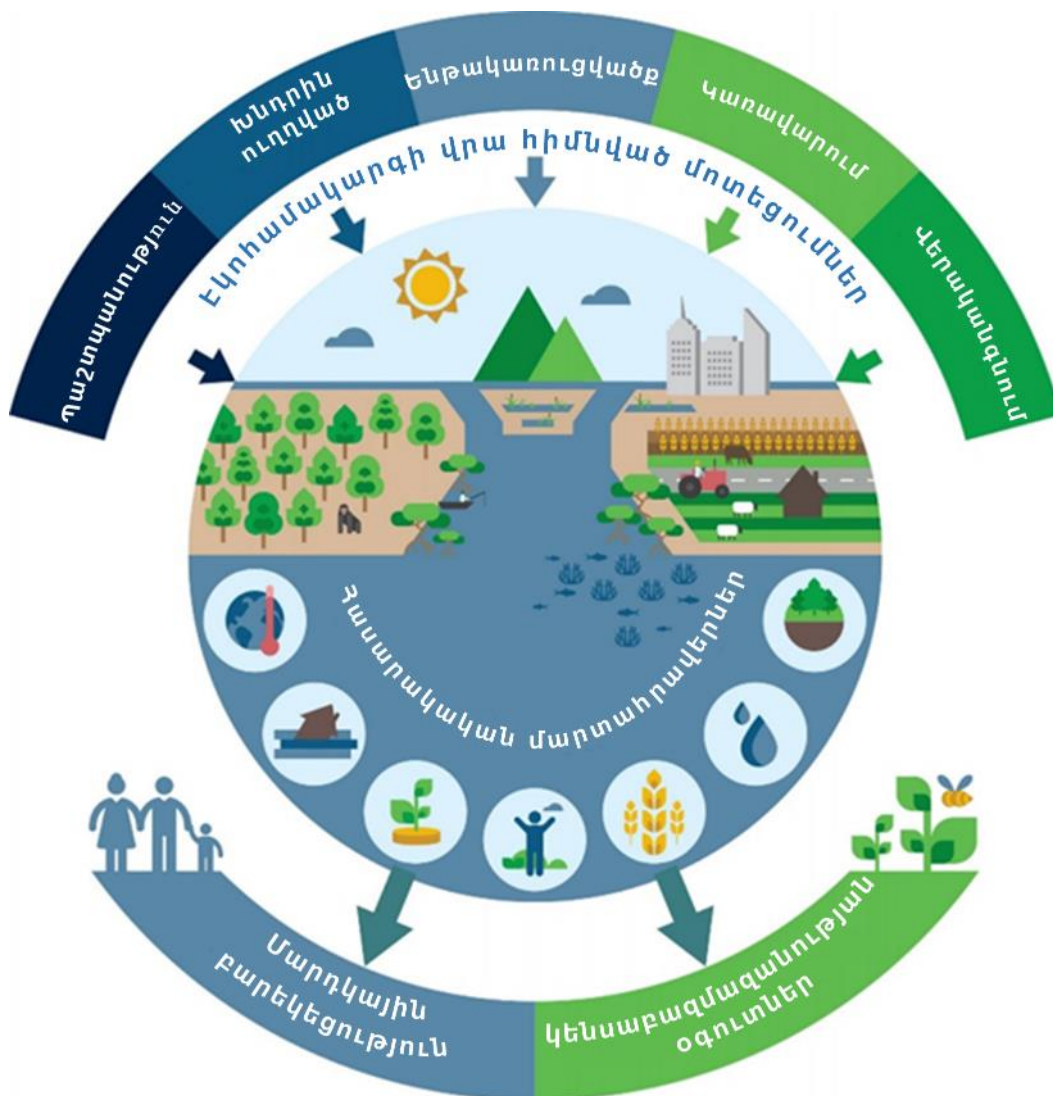 Պաշտպանություն
Խնդրին
ուղղված
Ենթակառուցվածք
Կառավարում
Վերականգնում
Էկոհամակարգի վրա հիմնված մոտեցումներ
Հասարակական մարտահրավերներ
Մարդկային
բարեկեցություն
կենսաբազմազանության
օգուտներ